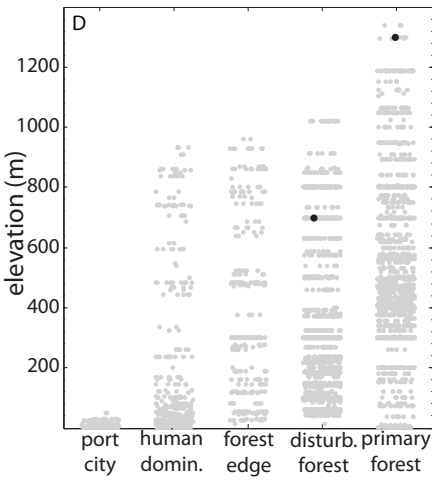 D
1200
1000
800
600
400
200
elevation (m)
port city
human domin.
forest edge
disturb. forest
primary forest